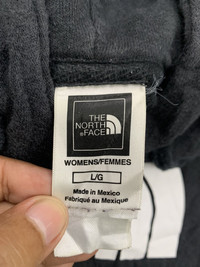 THE
NORTH
FACE
WOMENS/FEMMES
L/G
Made in Mexico
Fabriqué au Mexique